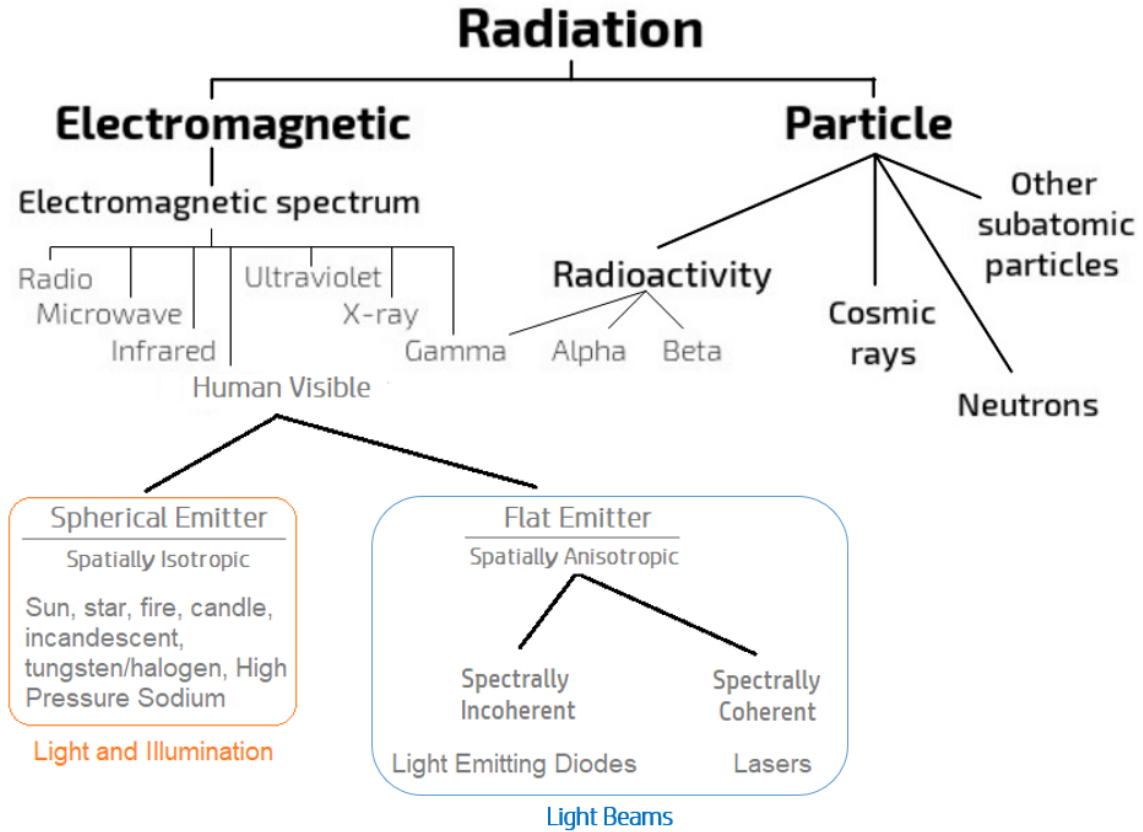 Radiation
Electromagnetic
Particle
Electromagnetic spectrum
Radio
Microwave
Infrared
Human Visible
Ultraviolet
X-ray
Gamma
Radioactivity
Alpha
Beta
Cosmic
rays
Neutrons
Other
subatomic
particles
Spherical Emitter
Spatially Isotropic
Sun, star, fire, candle,
incandescent,
tungsten/halogen, High
Pressure Sodium
Light and Illumination
Flat Emitter
Spatially Anisotropic
Spectrally
Incoherent
Light Emitting Diodes
Spectrally
Coherent
Lasers
Light Beams